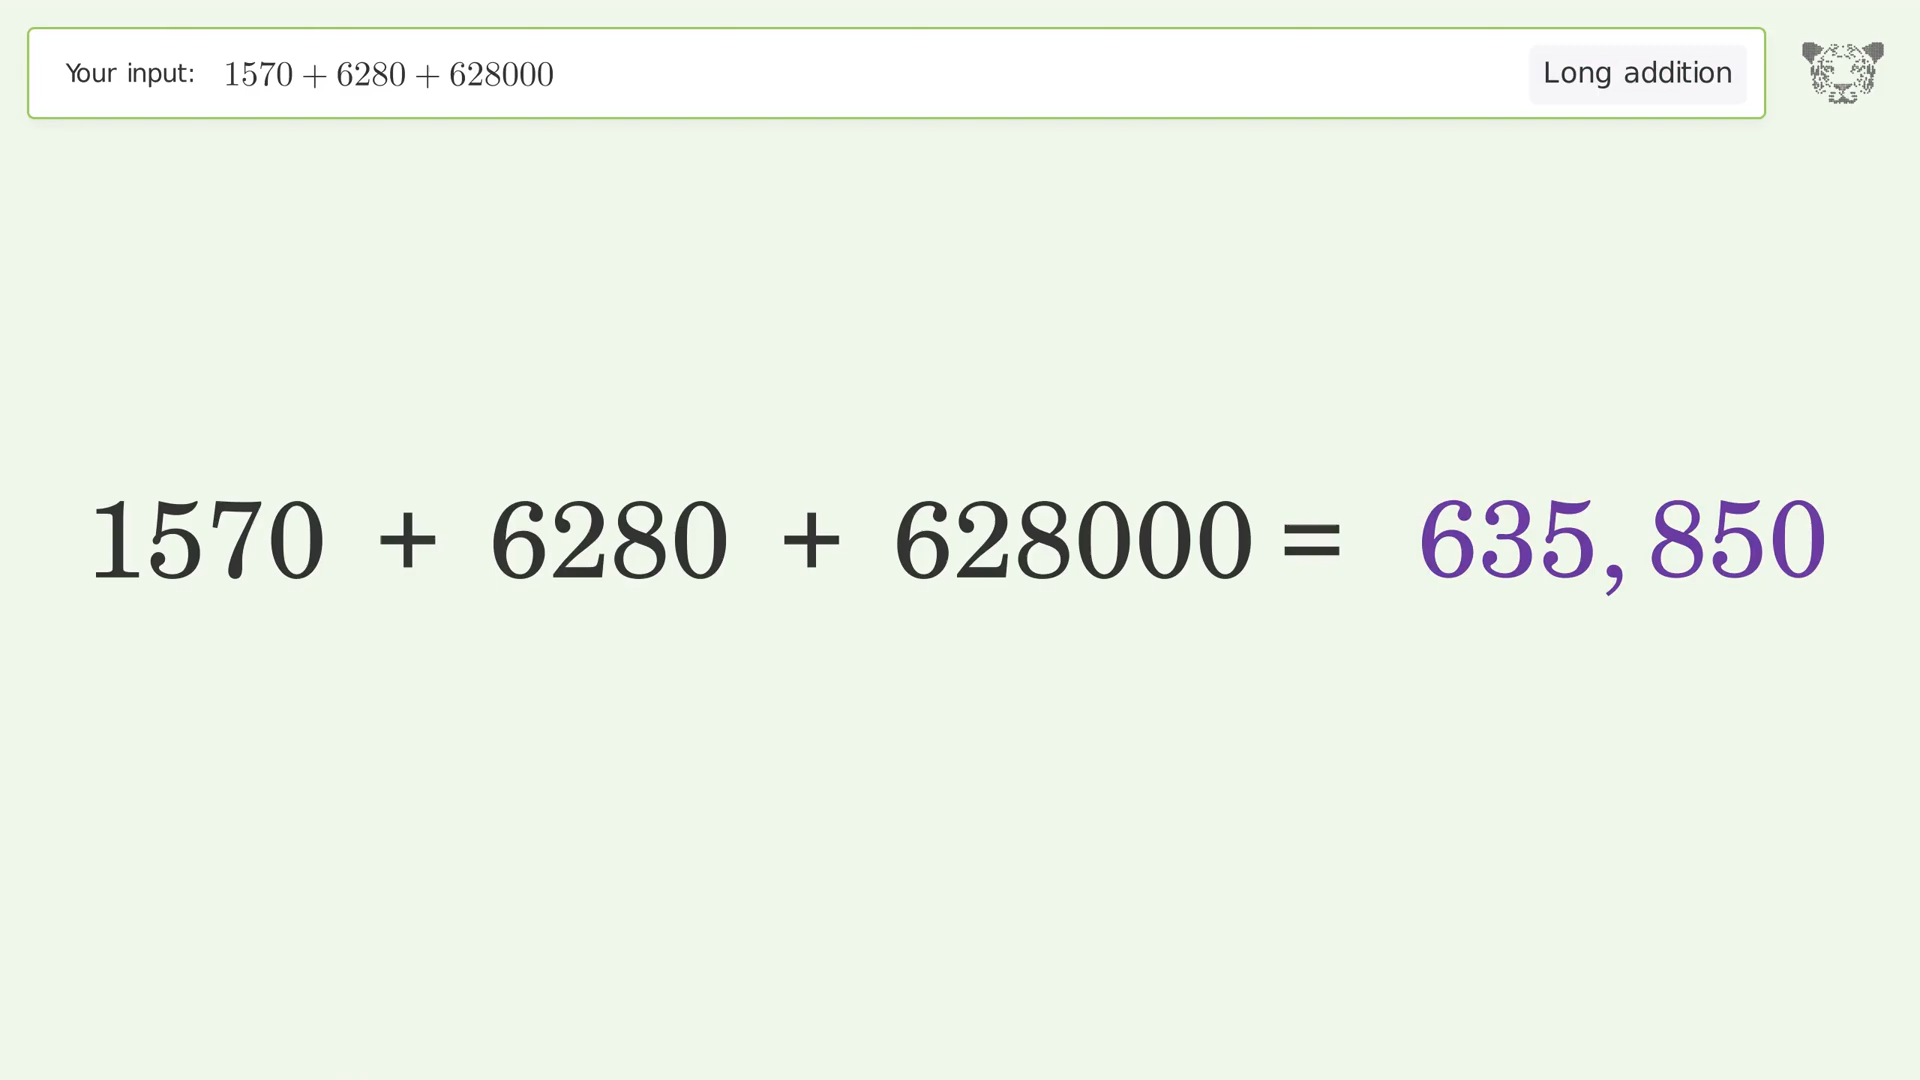 Your input: 1570 + 6280 + 628000 Long addition
1570 + 6280 + 628000 = 635,850